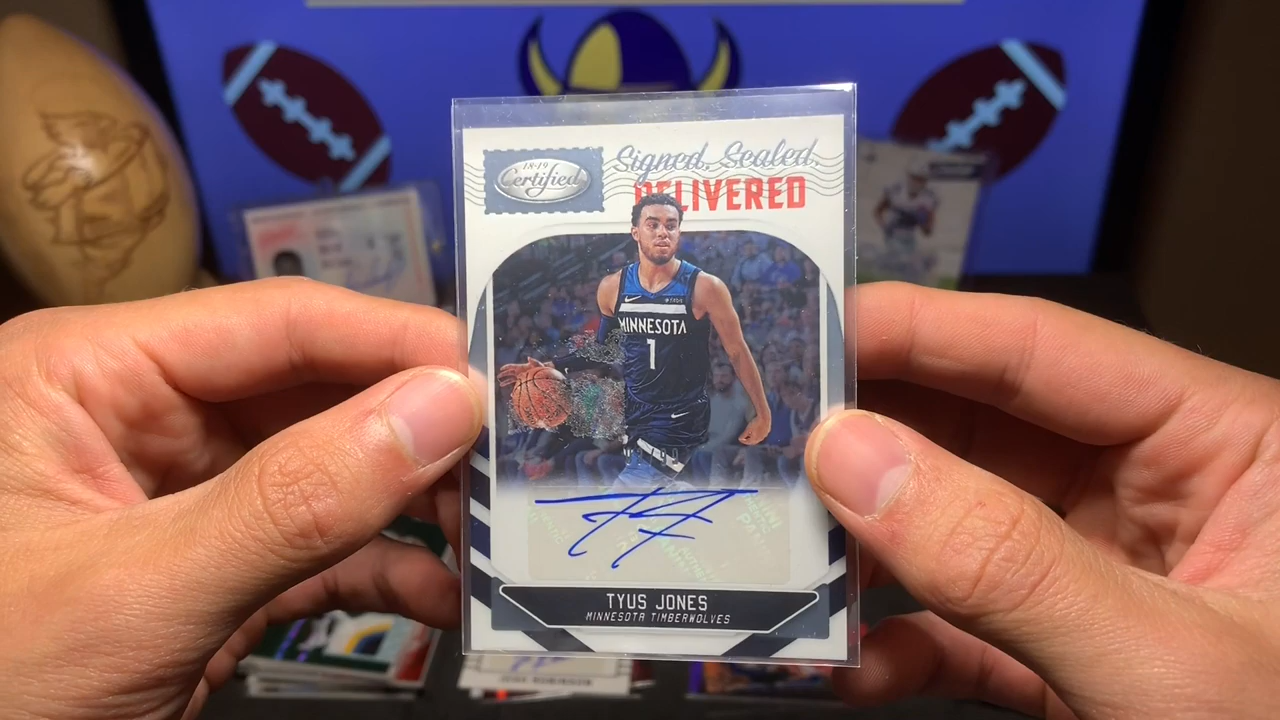 18-19
Certified
Signed, Sealed,
DELIVERED
MINNESOTA
1
TYUS JONES
MINNESOTA TIMBERWOLVES